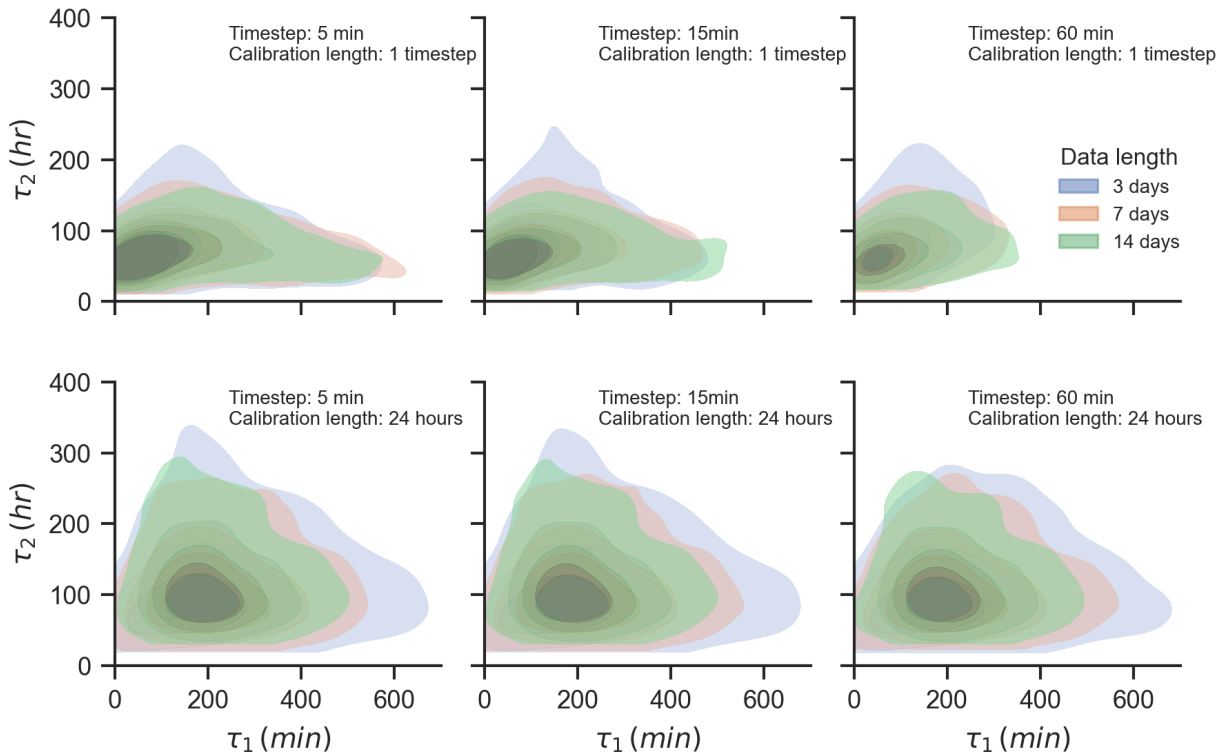 400
300
200
100
0
τ₂ (hr)
Timestep: 5 min
Calibration length: 1 timestep
Timestep: 15min
Calibration length: 1 timestep
Timestep: 60 min
Calibration length: 1 timestep
Data length
3 days
7 days
14 days
400
300
200
100
0
τ₂ (hr)
Timestep: 5 min
Calibration length: 24 hours
Timestep: 15min
Calibration length: 24 hours
Timestep: 60 min
Calibration length: 24 hours
0 200 400 600
0 200 400 600
0 200 400 600
τ₁ (min)
τ₁ (min)
τ₁ (min)